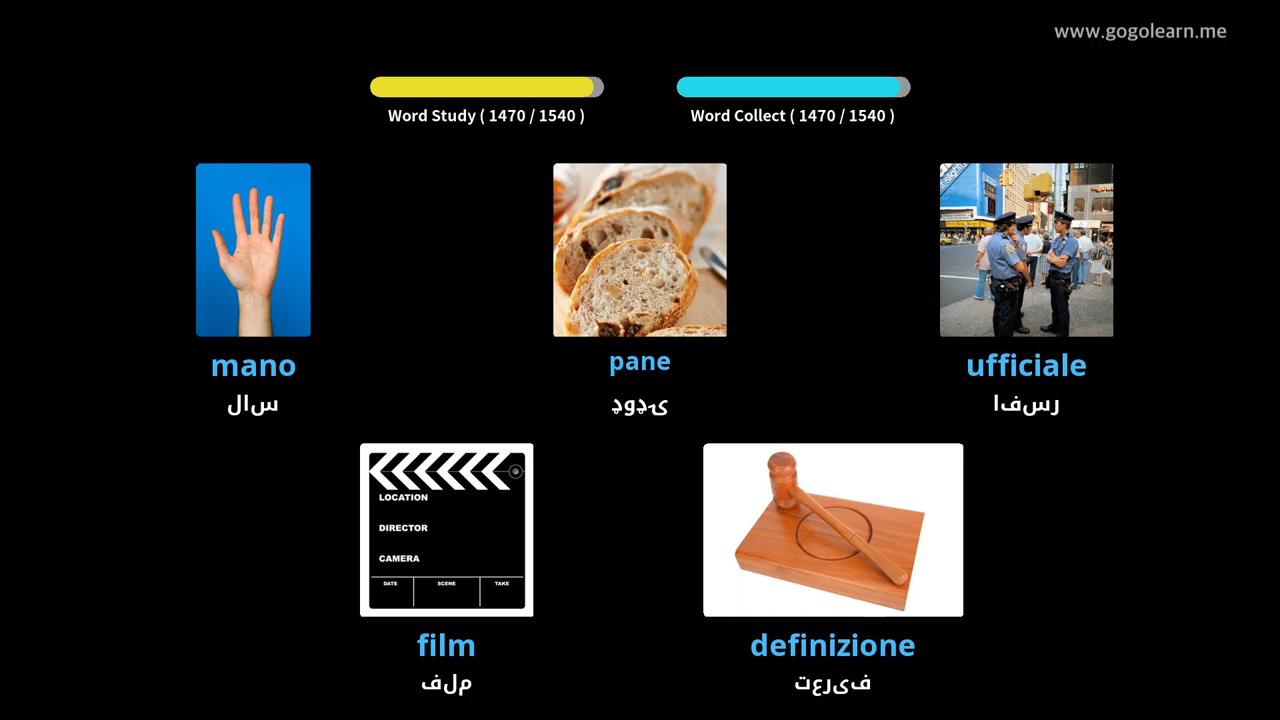 www.gogolearn.me
Word Study ( 1470 / 1540 )
Word Collect ( 1470 / 1540 )
mano
لاس
pane
ډوډۍ
ufficiale
افسر
LOCATION
DIRECTOR
CAMERA
DATE SCENE TAKE
film
فلم
definizione
تعریف